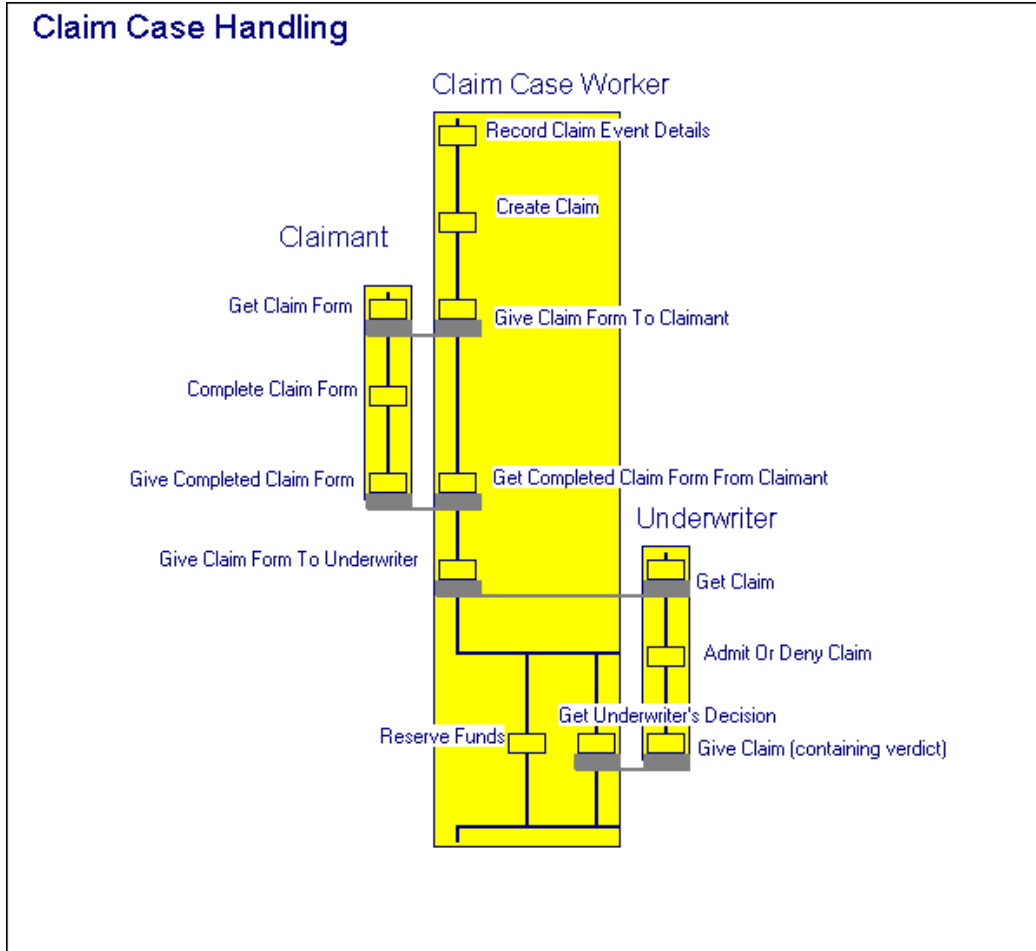 Claim Case Handling
Claim Case Worker
Record Claim Event Details
Create Claim
Claimant
Get Claim Form
Give Claim Form To Claimant
Complete Claim Form
Give Completed Claim Form
Get Completed Claim Form From Claimant
Underwriter
Give Claim Form To Underwriter
Get Claim
Admit Or Deny Claim
Get Underwriter's Decision
Reserve Funds
Give Claim (containing verdict)